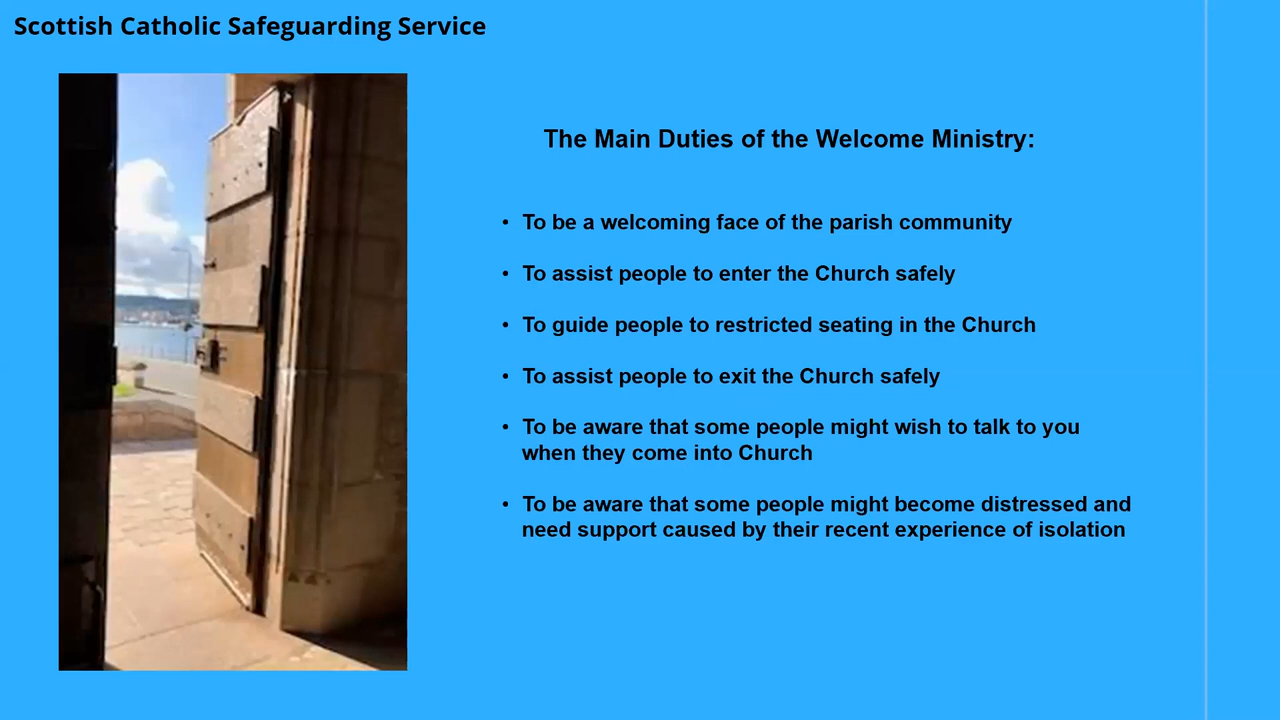 Scottish Catholic Safeguarding Service
The Main Duties of the Welcome Ministry:
• To be a welcoming face of the parish community
• To assist people to enter the Church safely
• To guide people to restricted seating in the Church
• To assist people to exit the Church safely
• To be aware that some people might wish to talk to you
when they come into Church
• To be aware that some people might become distressed and
need support caused by their recent experience of isolation